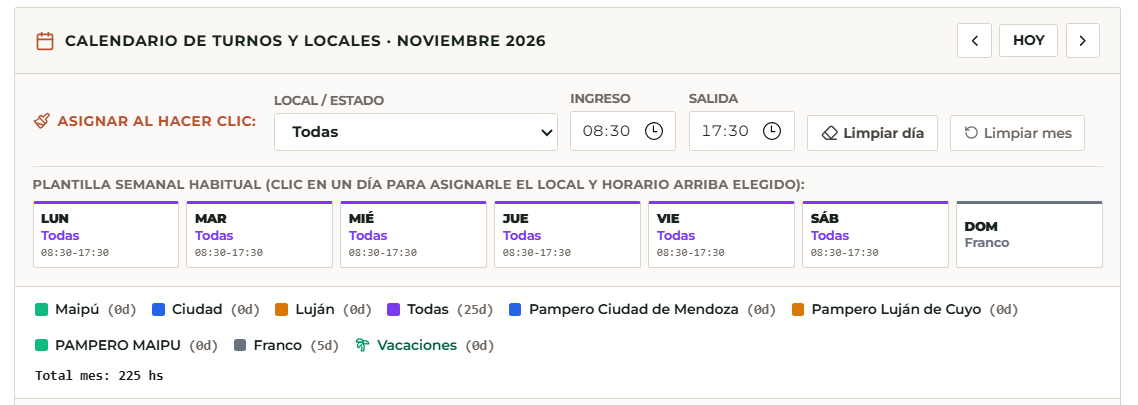 CALENDARIO DE TURNOS Y LOCALES · NOVIEMBRE 2026
HOY
ASIGNAR AL HACER CLIC:
LOCAL / ESTADO
Todas
INGRESO
08:30
SALIDA
17:30
Limpiar día
Limpiar mes
PLANTILLA SEMANAL HABITUAL (CLIC EN UN DÍA PARA ASIGNARLE EL LOCAL Y HORARIO ARRIBA ELEGIDO):
LUN
Todas
08:30-17:30
MAR
Todas
08:30-17:30
MIÉ
Todas
08:30-17:30
JUE
Todas
08:30-17:30
VIE
Todas
08:30-17:30
SÁB
Todas
08:30-17:30
DOM
Franco
Maipú (0d) Ciudad (0d) Luján (0d) Todas (25d) Pampero Ciudad de Mendoza (0d) Pampero Luján de Cuyo (0d)
PAMPERO MAIPU (0d) Franco (5d) Vacaciones (0d)
Total mes: 225 hs